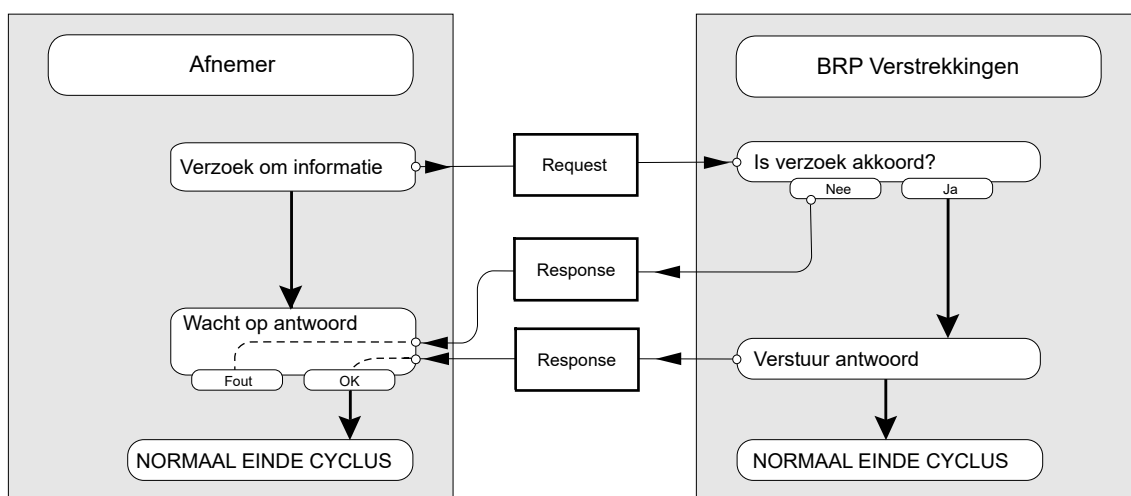 Afnemer
BRP Verstrekkingen
Verzoek om informatie
Request
Is verzoek akkoord?
Nee
Ja
Response
Wacht op antwoord
Response
Verstuur antwoord
Fout
OK
NORMAAL EINDE CYCLUS
NORMAAL EINDE CYCLUS